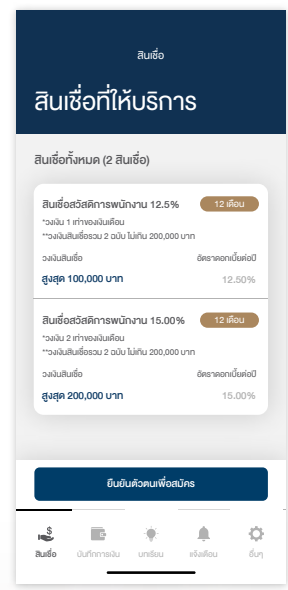 สินเชื่อ
สินเชื่อที่ให้บริการ
สินเชื่อทั้งหมด (2 สินเชื่อ)
สินเชื่อสวัสดิการพนักงาน 12.5% 12 เดือน
*วงเงิน 1 เท่าของเงินเดือน
**วงเงินสินเชื่อรวม 2 ฉบับ ไม่เกิน 200,000 บาท
วงเงินสินเชื่อ อัตราดอกเบี้ยต่อปี
สูงสุด 100,000 บาท 12.50%
สินเชื่อสวัสดิการพนักงาน 15.00% 12 เดือน
*วงเงิน 2 เท่าของเงินเดือน
**วงเงินสินเชื่อรวม 2 ฉบับ ไม่เกิน 200,000 บาท
วงเงินสินเชื่อ อัตราดอกเบี้ยต่อปี
สูงสุด 200,000 บาท 15.00%
ยืนยันตัวตนเพื่อสมัคร
สินเชื่อ บันทึกการเงิน บทเรียน แจ้งเตือน อื่นๆ